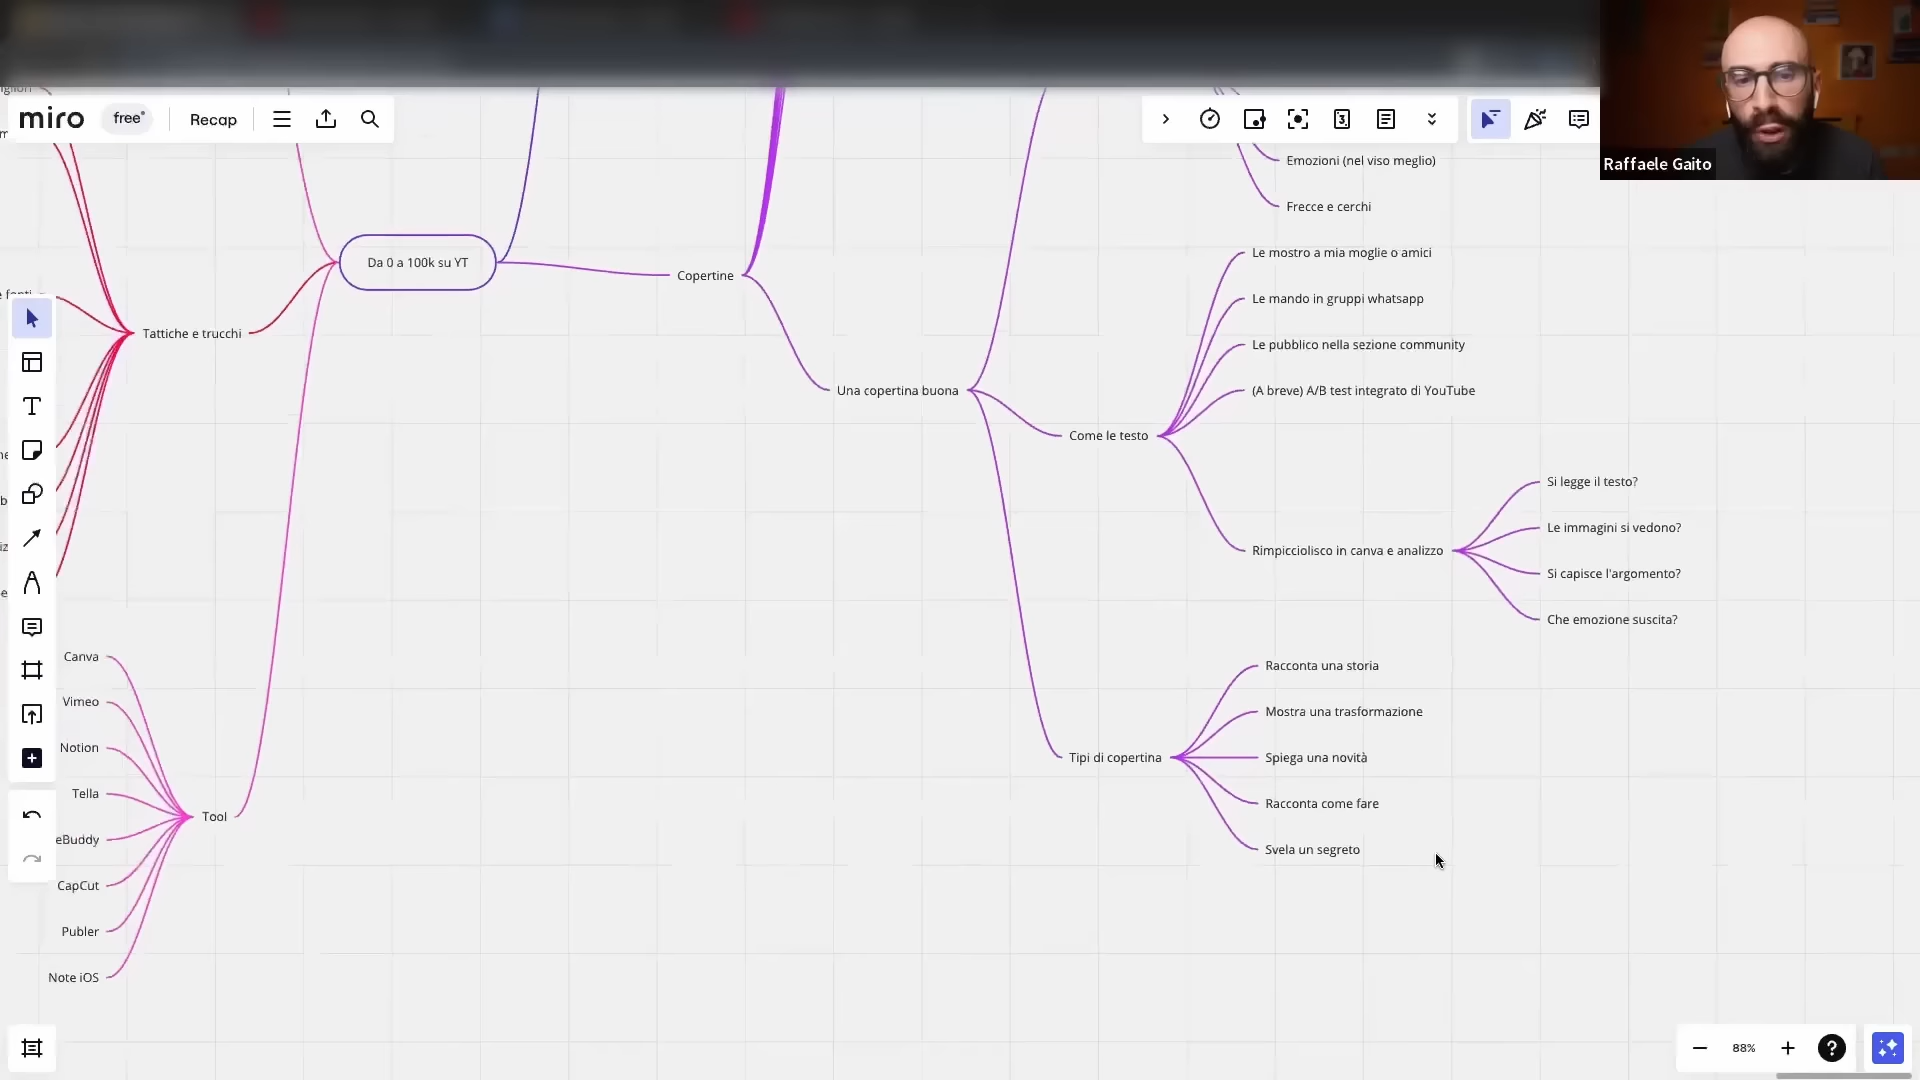 miro
free
Recap
Raffaele Gaito
Emozioni (nel viso meglio)
Frecce e cerchi
Da 0 a 100k su YT
Copertine
Le mostro a mia moglie o amici
Le mando in gruppi whatsapp
Le pubblico nella sezione community
(A breve) A/B test integrato di YouTube
Tattiche e trucchi
Una copertina buona
Come le testo
Rimpicciolisco in canva e analizzo
Si legge il testo?
Le immagini si vedono?
Si capisce l'argomento?
Che emozione suscita?
Tipi di copertina
Racconta una storia
Mostra una trasformazione
Spiega una novità
Racconta come fare
Svela un segreto
Canva
Vimeo
Notion
Tella
eBuddy
CapCut
Publer
Note iOS
Tool
88%